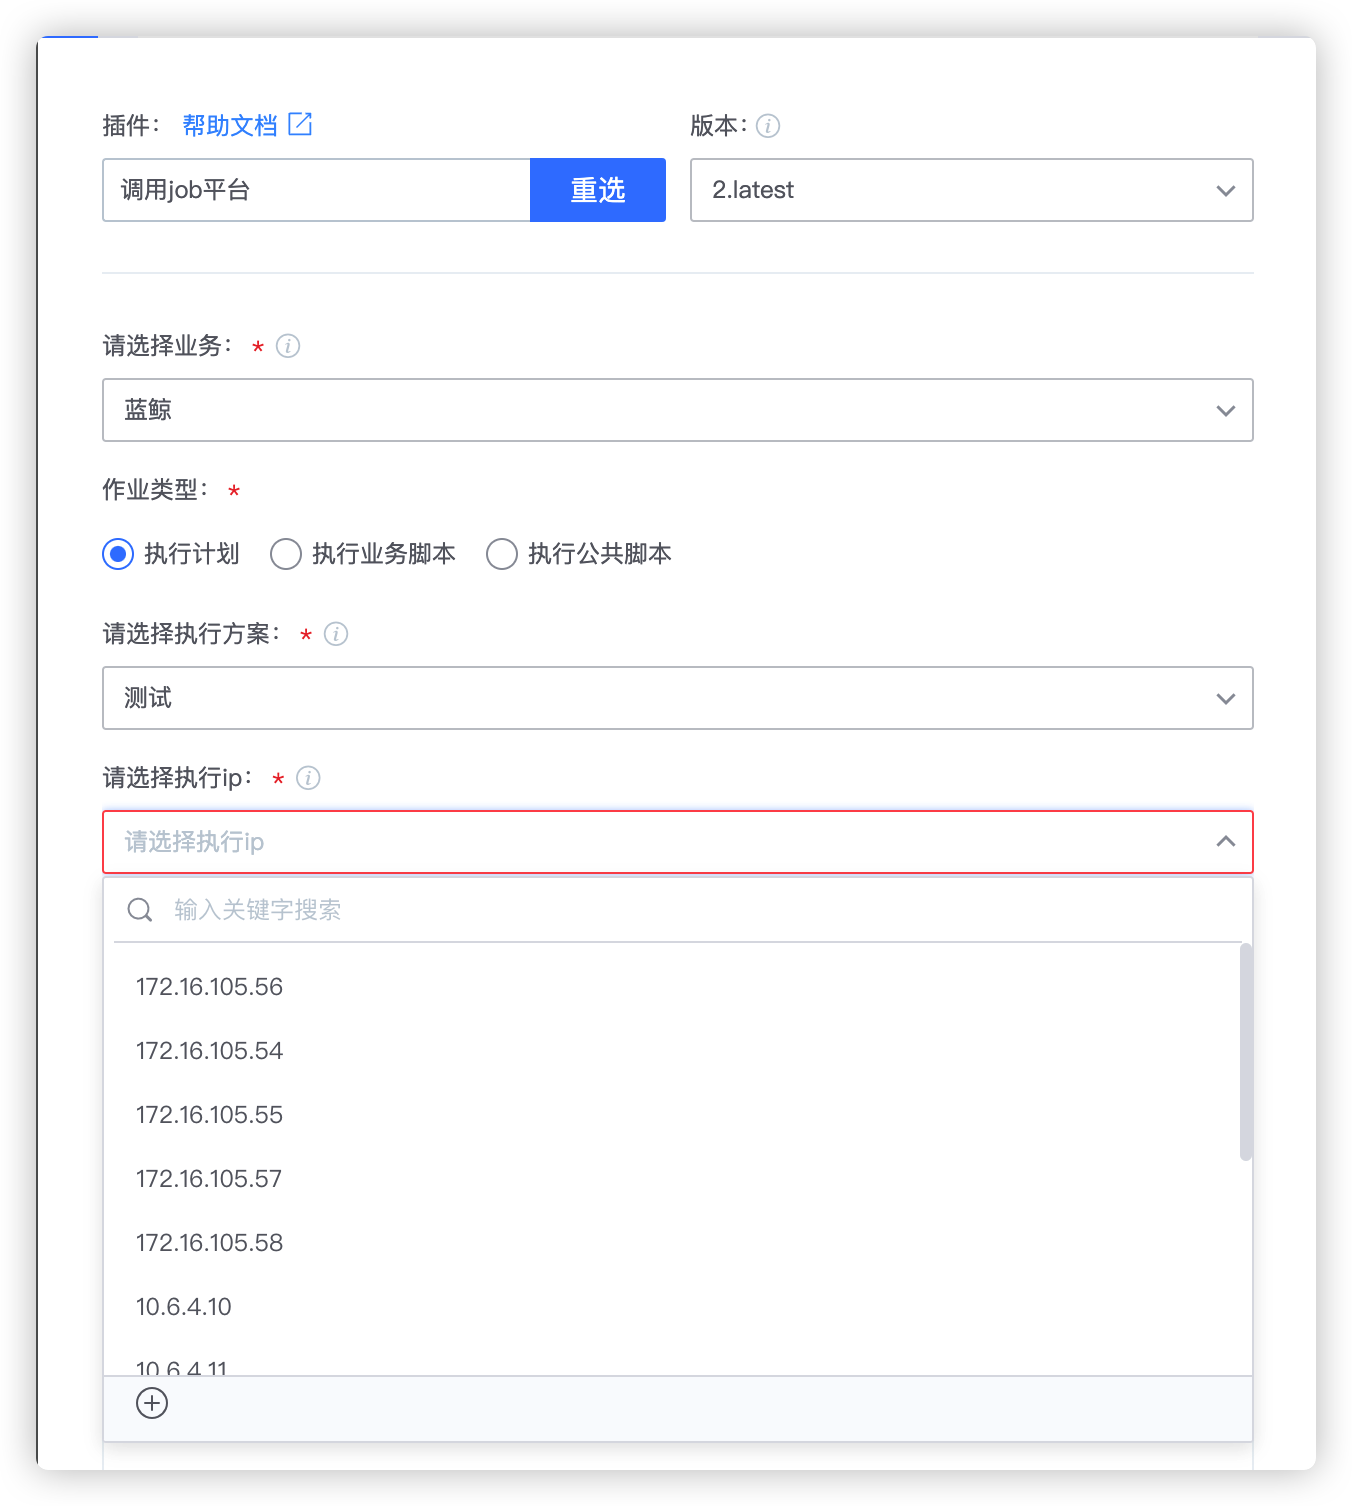 插件： 帮助文档
版本：
调用job平台 重选
2.latest
请选择业务： *
蓝鲸
作业类型： *
执行计划 执行业务脚本 执行公共脚本
请选择执行方案： *
测试
请选择执行ip： *
请选择执行ip
输入关键字搜索
172.16.105.56
172.16.105.54
172.16.105.55
172.16.105.57
172.16.105.58
10.6.4.10
10.6.4.11